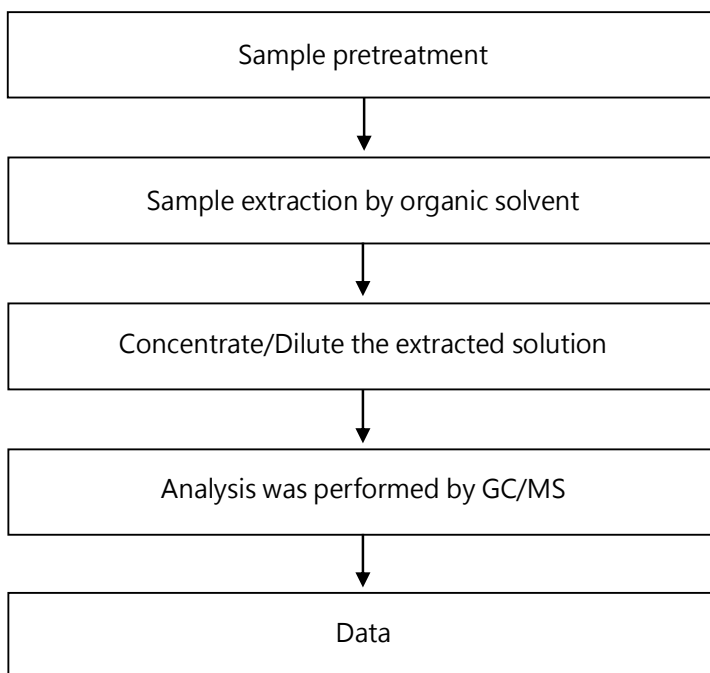 Sample pretreatment
Sample extraction by organic solvent
Concentrate/Dilute the extracted solution
Analysis was performed by GC/MS
Data